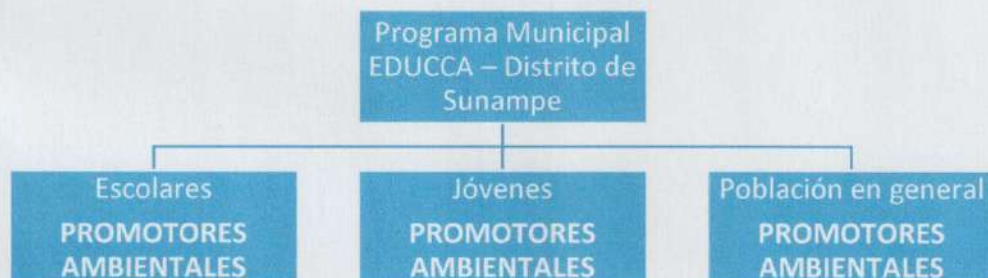 Programa Municipal
EDUCCA – Distrito de
Sunampe
Escolares
PROMOTORES
AMBIENTALES
Jóvenes
PROMOTORES
AMBIENTALES
Población en general
PROMOTORES
AMBIENTALES